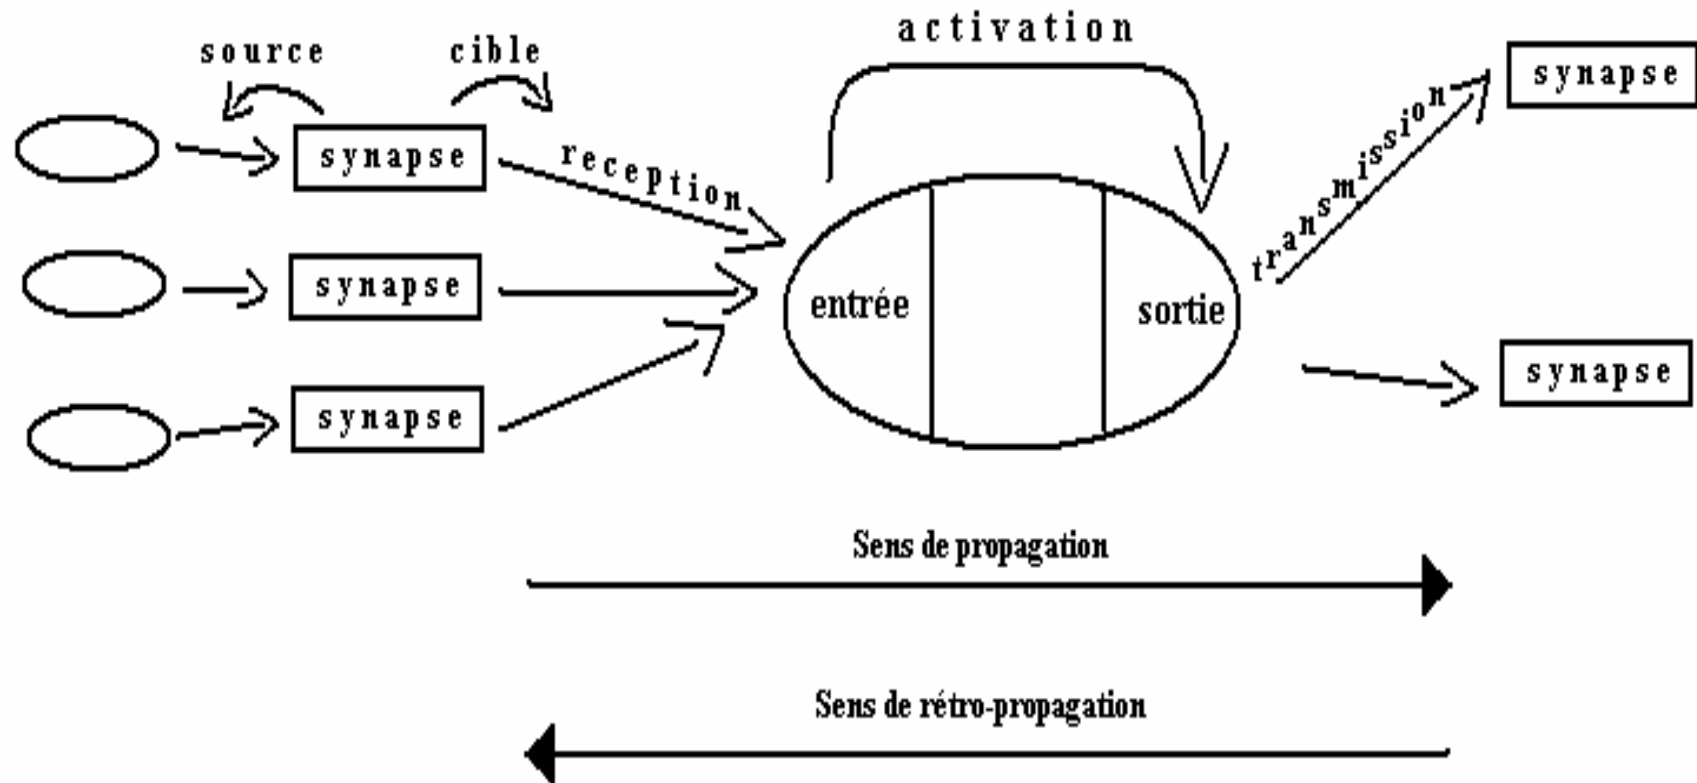 source
cible
activation
synapse
synapse
reception
transmission
synapse
entrée
sortie
synapse
synapse
Sens de propagation
Sens de rétro-propagation